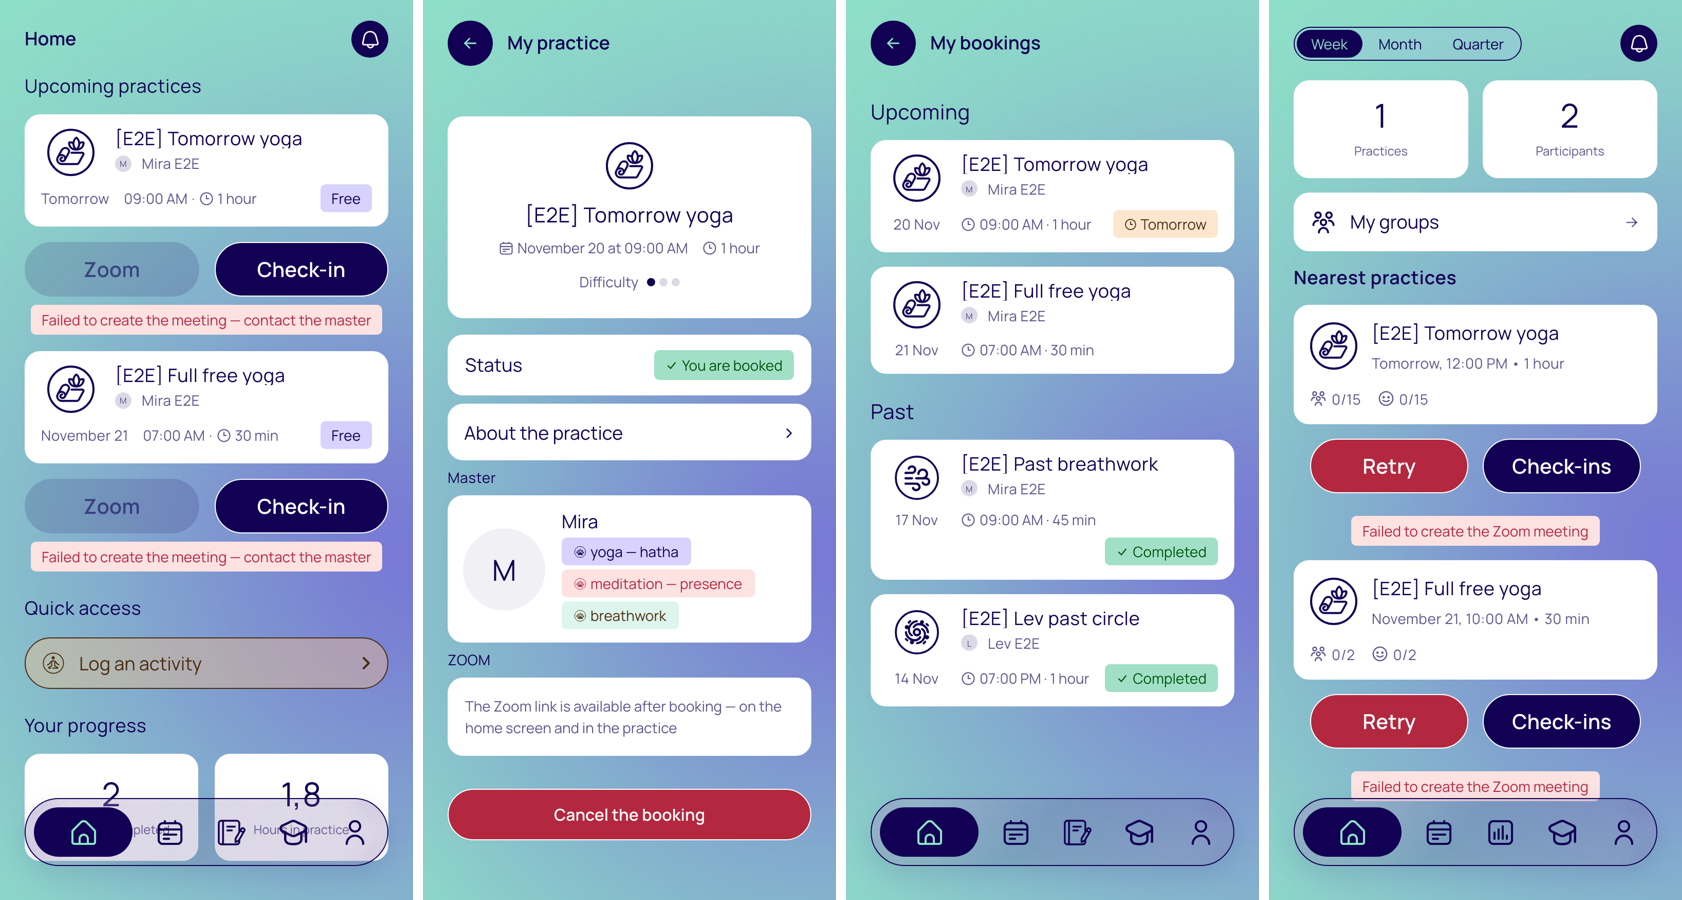 Home
Upcoming practices
[E2E] Tomorrow yoga
M Mira E2E
Tomorrow 09:00 AM · 1 hour Free
Zoom Check-in
Failed to create the meeting — contact the master
[E2E] Full free yoga
M Mira E2E
November 21 07:00 AM · 30 min Free
Zoom Check-in
Failed to create the meeting — contact the master
Quick access
Log an activity
Your progress
2 1,8
Hours in practice
My practice
[E2E] Tomorrow yoga
November 20 at 09:00 AM 1 hour
Difficulty
Status You are booked
About the practice
Master
M
Mira
yoga — hatha
meditation — presence
breathwork
ZOOM
The Zoom link is available after booking — on the
home screen and in the practice
Cancel the booking
My bookings
Upcoming
[E2E] Tomorrow yoga
M Mira E2E
20 Nov 09:00 AM · 1 hour Tomorrow
[E2E] Full free yoga
M Mira E2E
21 Nov 07:00 AM · 30 min
Past
[E2E] Past breathwork
M Mira E2E
17 Nov 09:00 AM · 45 min
Completed
[E2E] Lev past circle
L Lev E2E
14 Nov 07:00 PM · 1 hour Completed
Week Month Quarter
1 2
Practices Participants
My groups
Nearest practices
[E2E] Tomorrow yoga
Tomorrow, 12:00 PM • 1 hour
0/15 0/15
Retry Check-ins
Failed to create the Zoom meeting
[E2E] Full free yoga
November 21, 10:00 AM • 30 min
0/2 0/2
Retry Check-ins
Failed to create the Zoom meeting